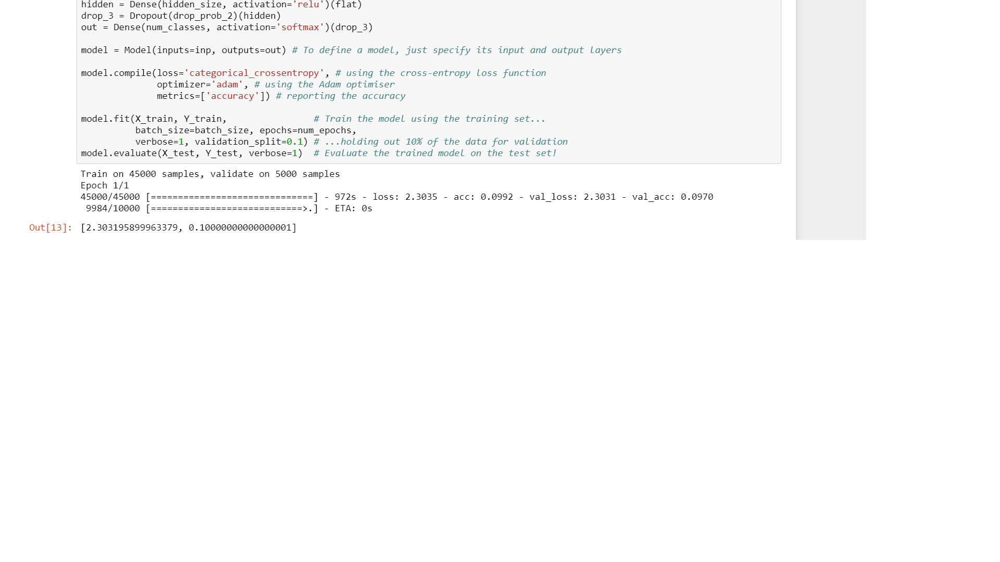 hidden = Dense(hidden_size, activation='relu')(flat)
drop_3 = Dropout(drop_prob_2)(hidden)
out = Dense(num_classes, activation='softmax')(drop_3)
model = Model(inputs=inp, outputs=out) # To define a model, just specify its input and output layers
model.compile(loss='categorical_crossentropy', # using the cross-entropy loss function
              optimizer='adam', # using the Adam optimiser
              metrics=['accuracy']) # reporting the accuracy
model.fit(X_train, Y_train,                # Train the model using the training set...
          batch_size=batch_size, epochs=num_epochs,
          verbose=1, validation_split=0.1) # ...holding out 10% of the data for validation
model.evaluate(X_test, Y_test, verbose=1)  # Evaluate the trained model on the test set!
Train on 45000 samples, validate on 5000 samples
Epoch 1/1
45000/45000 [==============================] - 972s - loss: 2.3035 - acc: 0.0992 - val_loss: 2.3031 - val_acc: 0.0970
 9984/10000 [============================>.] - ETA: 0s
Out[13]: [2.303195899963379, 0.10000000000000001]